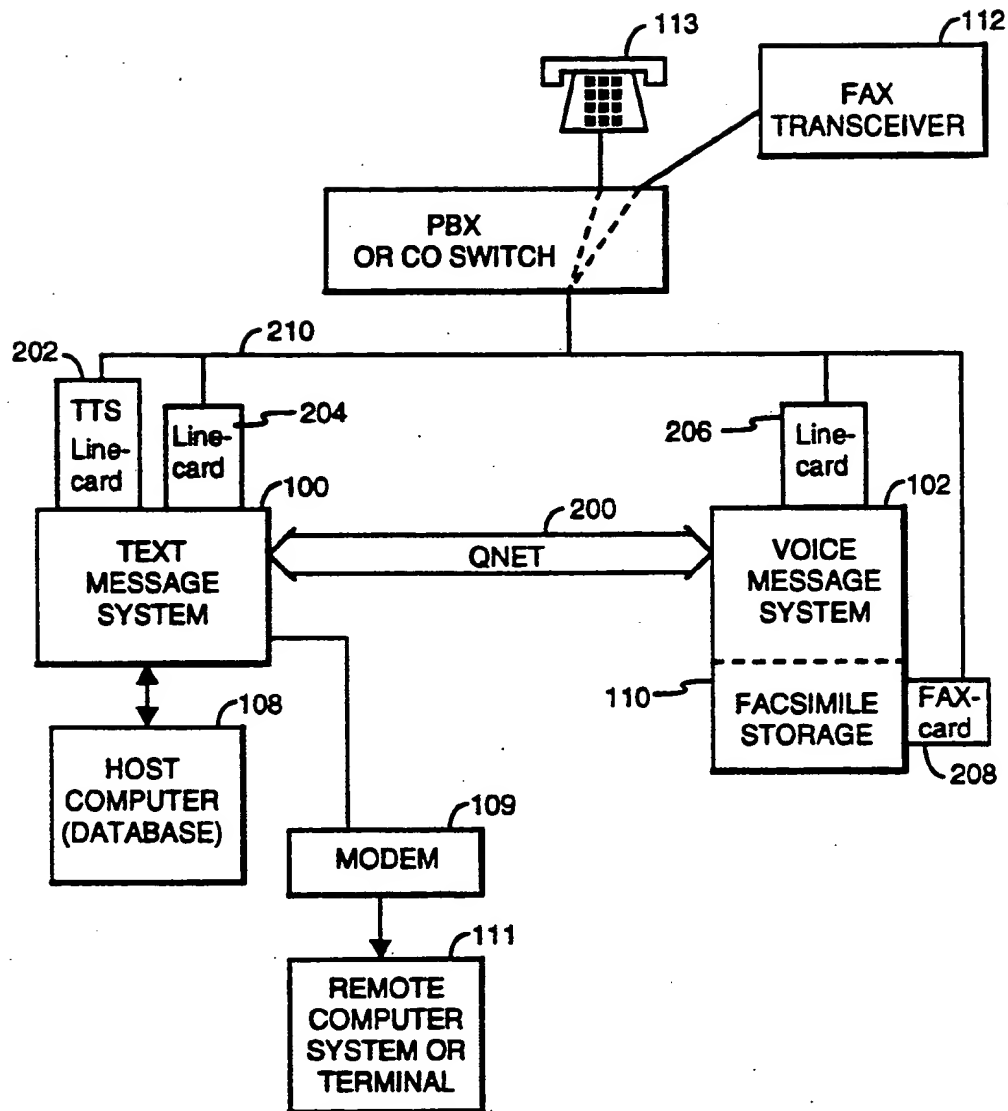 113
112
FAX
TRANSCEIVER
PBX
OR CO SWITCH
210
202
TTS
Line-
card
204
Line-
card
206
Line-
card
100
200
102
TEXT
MESSAGE
SYSTEM
QNET
VOICE
MESSAGE
SYSTEM
110
FACSIMILE
STORAGE
FAX-
card
208
108
HOST
COMPUTER
(DATABASE)
109
MODEM
111
REMOTE
COMPUTER
SYSTEM OR
TERMINAL